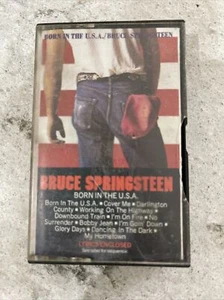 BORN IN THE U.S.A./BRUCE SPRINGSTEEN
BRUCE SPRINGSTEEN
BORN IN THE U.S.A.
Born In The U.S.A. • Cover Me • Darlington
County • Working On The Highway •
Downbound Train • I'm On Fire • No
Surrender • Bobby Jean • I'm Goin' Down •
Glory Days • Dancing In The Dark •
My Hometown
LYRICS ENCLOSED